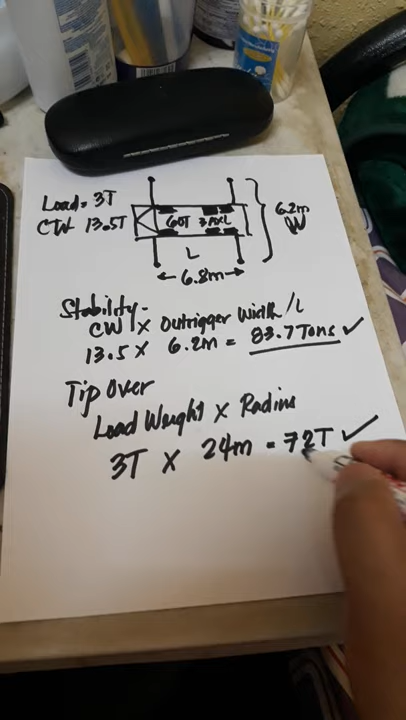 Load = 3T
CW 13.5T
60T 3 AXL
6.2m
W
L
6.8m
Stability -
CW X Outrigger Width / L
13.5 X 6.2m = 83.7 Tons ✓
Tip Over
Load Weight X Radius
3T X 24m = 72T ✓